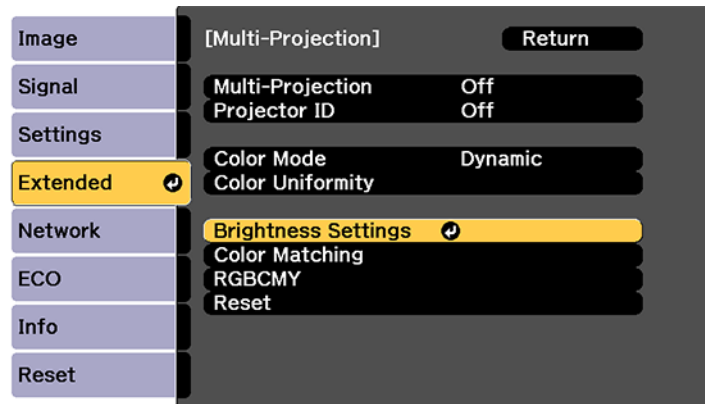 Image
Signal
Settings
Extended
Network
ECO
Info
Reset
[Multi-Projection] Return
Multi-Projection Off
Projector ID Off
Color Mode Dynamic
Color Uniformity
Brightness Settings
Color Matching
RGBCMY
Reset